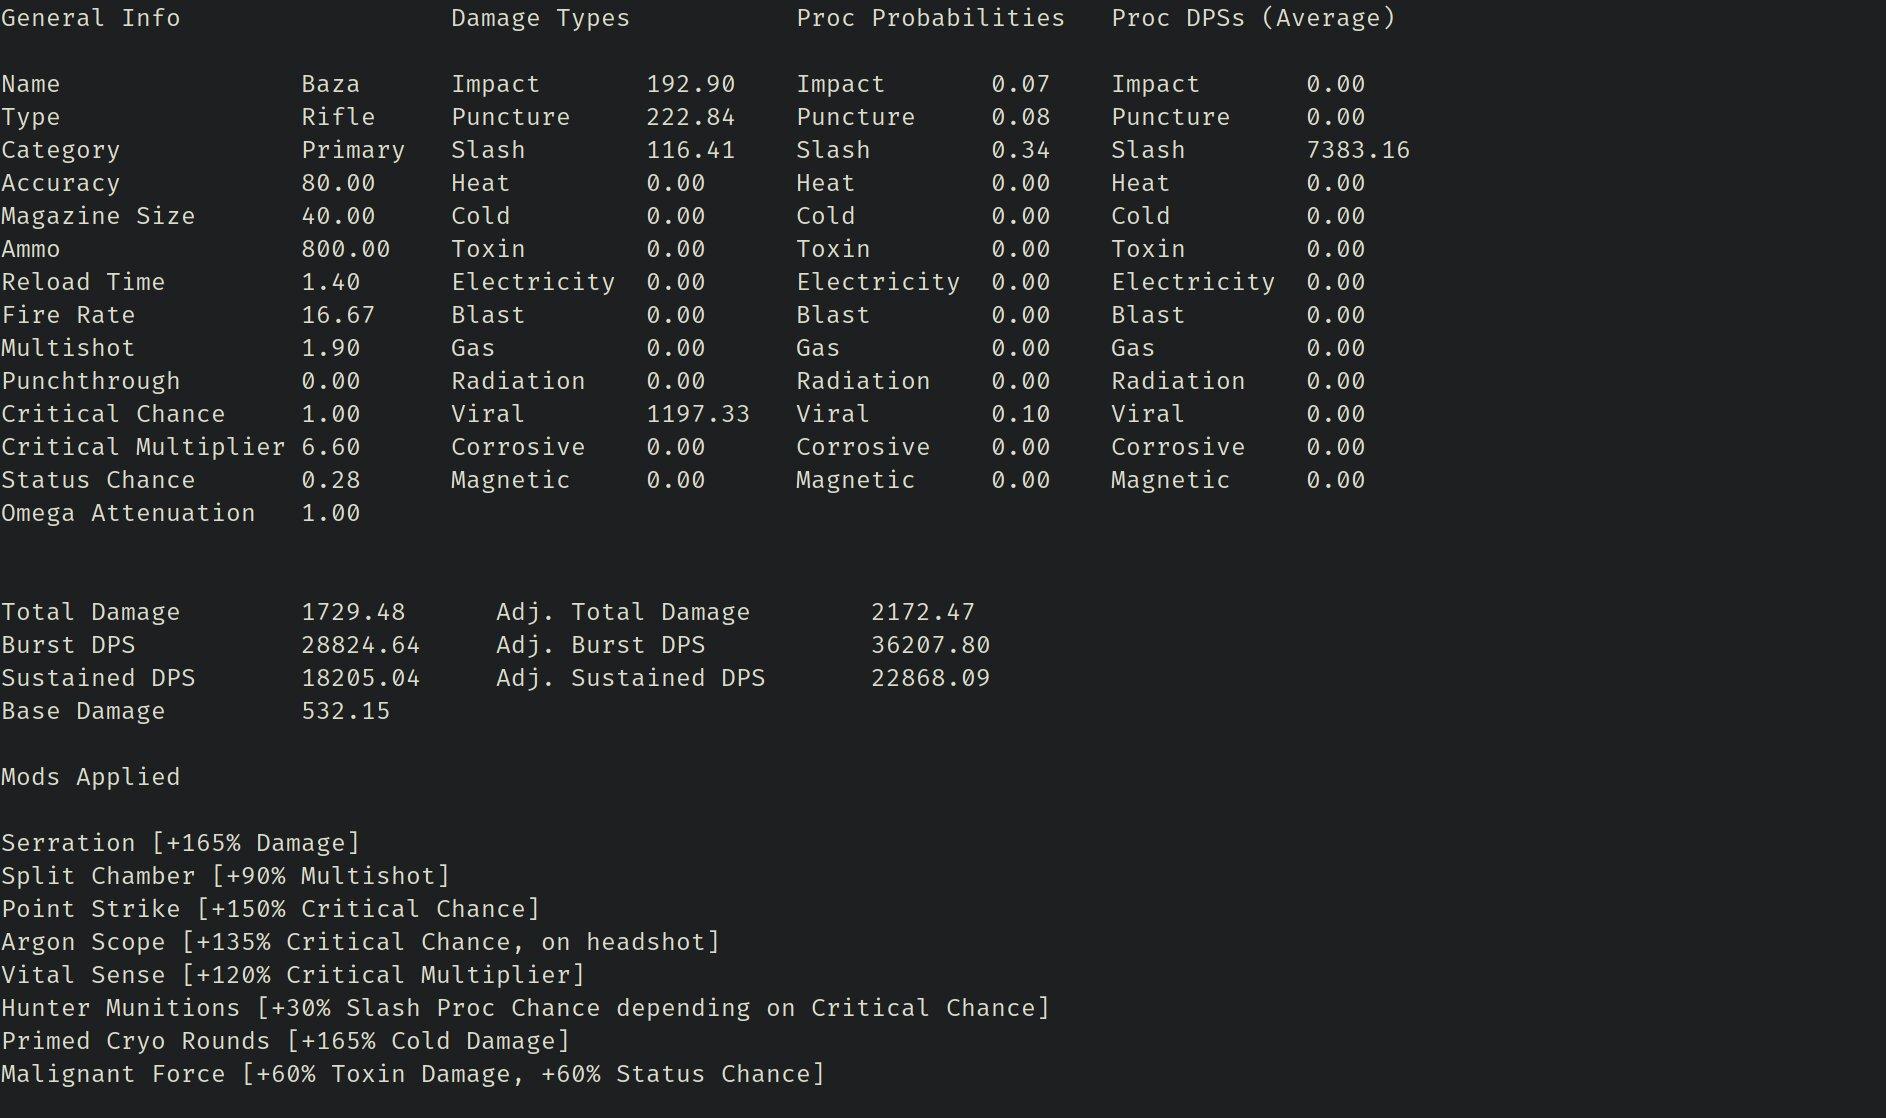 General Info Damage Types Proc Probabilities Proc DPSs (Average)
Name Baza Impact 192.90 Impact 0.07 Impact 0.00
Type Rifle Puncture 222.84 Puncture 0.08 Puncture 0.00
Category Primary Slash 116.41 Slash 0.34 Slash 7383.16
Accuracy 80.00 Heat 0.00 Heat 0.00 Heat 0.00
Magazine Size 40.00 Cold 0.00 Cold 0.00 Cold 0.00
Ammo 800.00 Toxin 0.00 Toxin 0.00 Toxin 0.00
Reload Time 1.40 Electricity 0.00 Electricity 0.00 Electricity 0.00
Fire Rate 16.67 Blast 0.00 Blast 0.00 Blast 0.00
Multishot 1.90 Gas 0.00 Gas 0.00 Gas 0.00
Punchthrough 0.00 Radiation 0.00 Radiation 0.00 Radiation 0.00
Critical Chance 1.00 Viral 1197.33 Viral 0.10 Viral 0.00
Critical Multiplier 6.60 Corrosive 0.00 Corrosive 0.00 Corrosive 0.00
Status Chance 0.28 Magnetic 0.00 Magnetic 0.00 Magnetic 0.00
Omega Attenuation 1.00
Total Damage 1729.48 Adj. Total Damage 2172.47
Burst DPS 28824.64 Adj. Burst DPS 36207.80
Sustained DPS 18205.04 Adj. Sustained DPS 22868.09
Base Damage 532.15
Mods Applied
Serration [+165% Damage]
Split Chamber [+90% Multishot]
Point Strike [+150% Critical Chance]
Argon Scope [+135% Critical Chance, on headshot]
Vital Sense [+120% Critical Multiplier]
Hunter Munitions [+30% Slash Proc Chance depending on Critical Chance]
Primed Cryo Rounds [+165% Cold Damage]
Malignant Force [+60% Toxin Damage, +60% Status Chance]